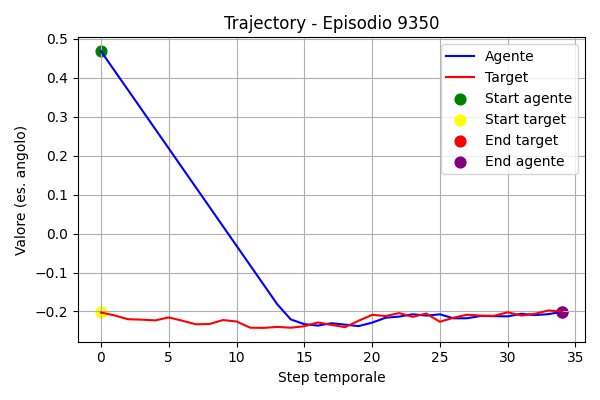 Trajectory - Episodio 9350
Valore (es. angolo)
0.5
0.4
0.3
0.2
0.1
0.0
−0.1
−0.2
Agente
Target
Start agente
Start target
End target
End agente
0 5 10 15 20 25 30 35
Step temporale